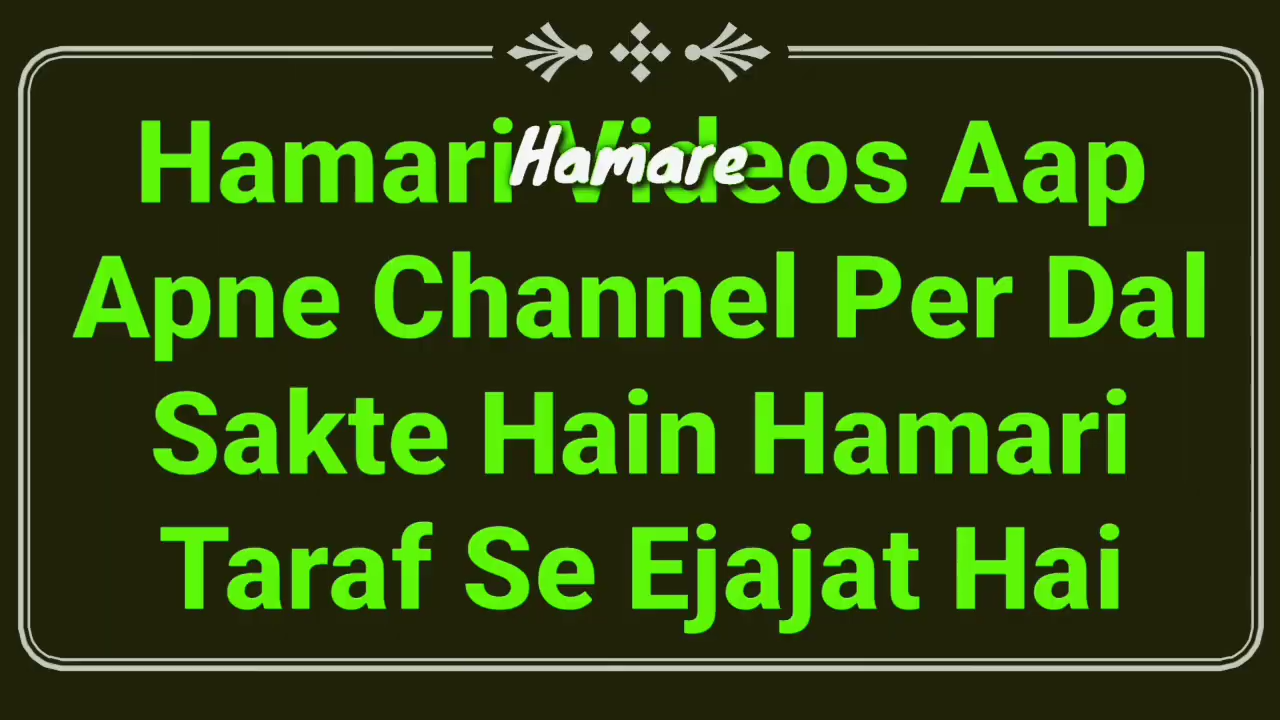 Hamari Videos Aap
Hamare
Apne Channel Per Dal
Sakte Hain Hamari
Taraf Se Ejajat Hai